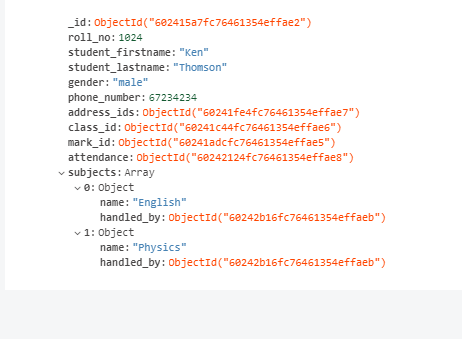 _id: ObjectId("602415a7fc76461354effae2")
roll_no: 1024
student_firstname: "Ken"
student_lastname: "Thomson"
gender: "male"
phone_number: 67234234
address_ids: ObjectId("60241fe4fc76461354effae7")
class_id: ObjectId("60241c44fc76461354effae6")
mark_id: ObjectId("60241adcfc76461354effae5")
attendance: ObjectId("60242124fc76461354effae8")
subjects: Array
0: Object
name: "English"
handled_by: ObjectId("60242b16fc76461354effaeb")
1: Object
name: "Physics"
handled_by: ObjectId("60242b16fc76461354effaeb")